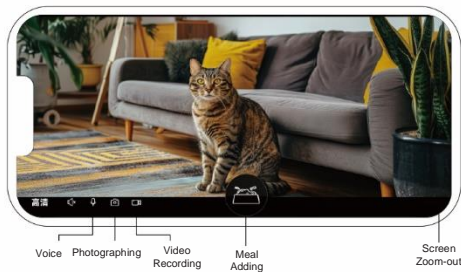 高清
Voice
Photographing
Video
Recording
Meal
Adding
Screen
Zoom-out